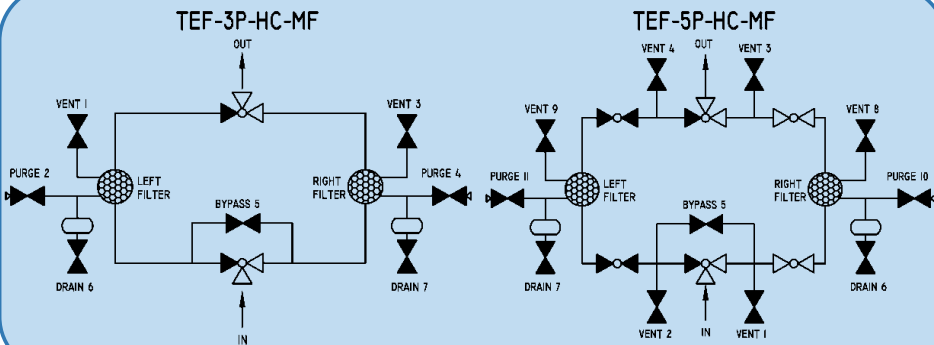 TEF-3P-HC-MF
OUT
VENT 1
VENT 3
PURGE 2
LEFT
FILTER
RIGHT
FILTER
PURGE 4
BYPASS 5
DRAIN 6
DRAIN 7
IN
TEF-5P-HC-MF
VENT 4
OUT
VENT 3
VENT 9
VENT 8
PURGE 11
LEFT
FILTER
RIGHT
FILTER
PURGE 10
BYPASS 5
DRAIN 7
DRAIN 6
VENT 2
IN
VENT 1